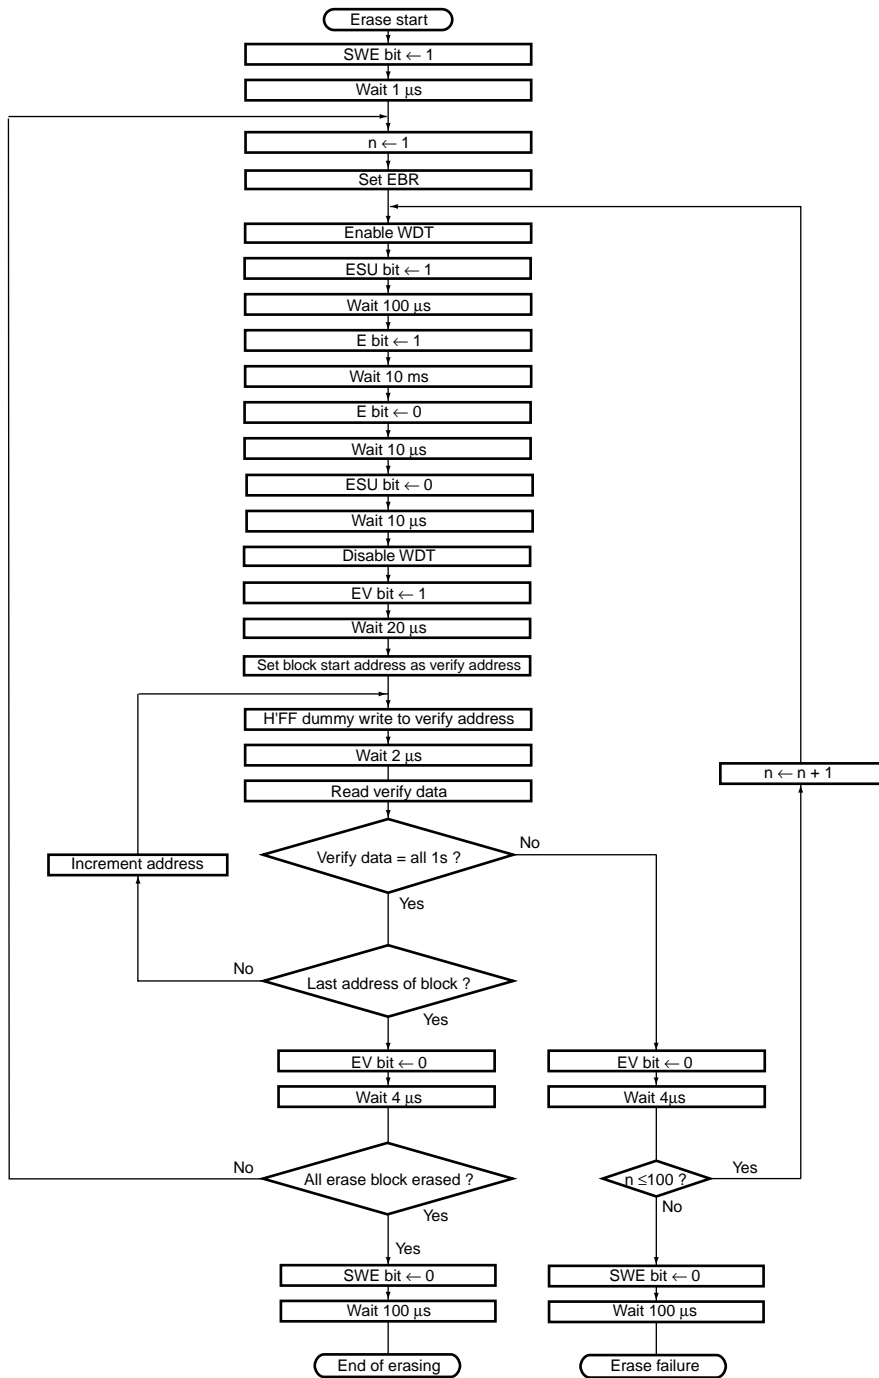 Erase start
SWE bit ← 1
Wait 1 μs
n ← 1
Set EBR
Enable WDT
ESU bit ← 1
Wait 100 μs
E bit ← 1
Wait 10 ms
E bit ← 0
Wait 10 μs
ESU bit ← 0
Wait 10 μs
Disable WDT
EV bit ← 1
Wait 20 μs
Set block start address as verify address
H'FF dummy write to verify address
Wait 2 μs
n ← n + 1
Read verify data
No
Verify data = all 1s ?
Increment address
Yes
No
Last address of block ?
Yes
EV bit ← 0
EV bit ← 0
Wait 4 μs
Wait 4μs
No
All erase block erased ?
Yes
n ≤100 ?
Yes
No
Yes
SWE bit ← 0
SWE bit ← 0
Wait 100 μs
Wait 100 μs
End of erasing
Erase failure